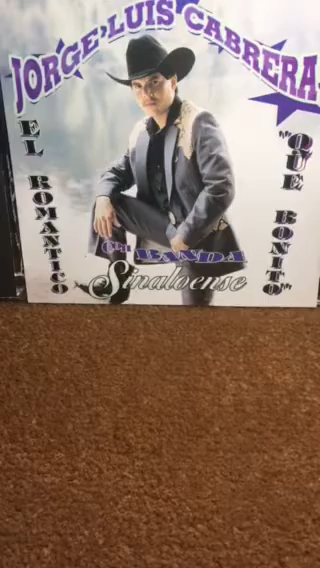 JORGE LUIS CABRERA
EL ROMANTICO
"QUE BONITO"
CON BANDA
Sinaloense